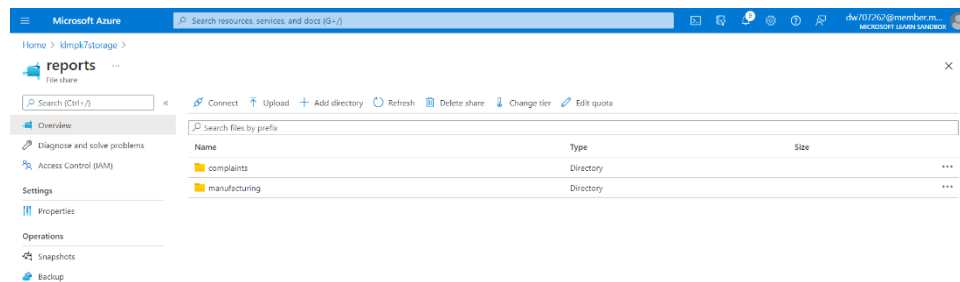 Microsoft Azure
Search resources, services, and docs (G+/)
9
dw707262@member.m...
MICROSOFT LEARN SANDBOX
Home > klmpk7storage >
reports ...
File share
Search (Ctrl+/)
«
Connect Upload Add directory Refresh Delete share Change tier Edit quota
Overview
Search files by prefix
Diagnose and solve problems
Name Type Size
Access Control (IAM)
complaints Directory ...
Settings
manufacturing Directory ...
Properties
Operations
Snapshots
Backup